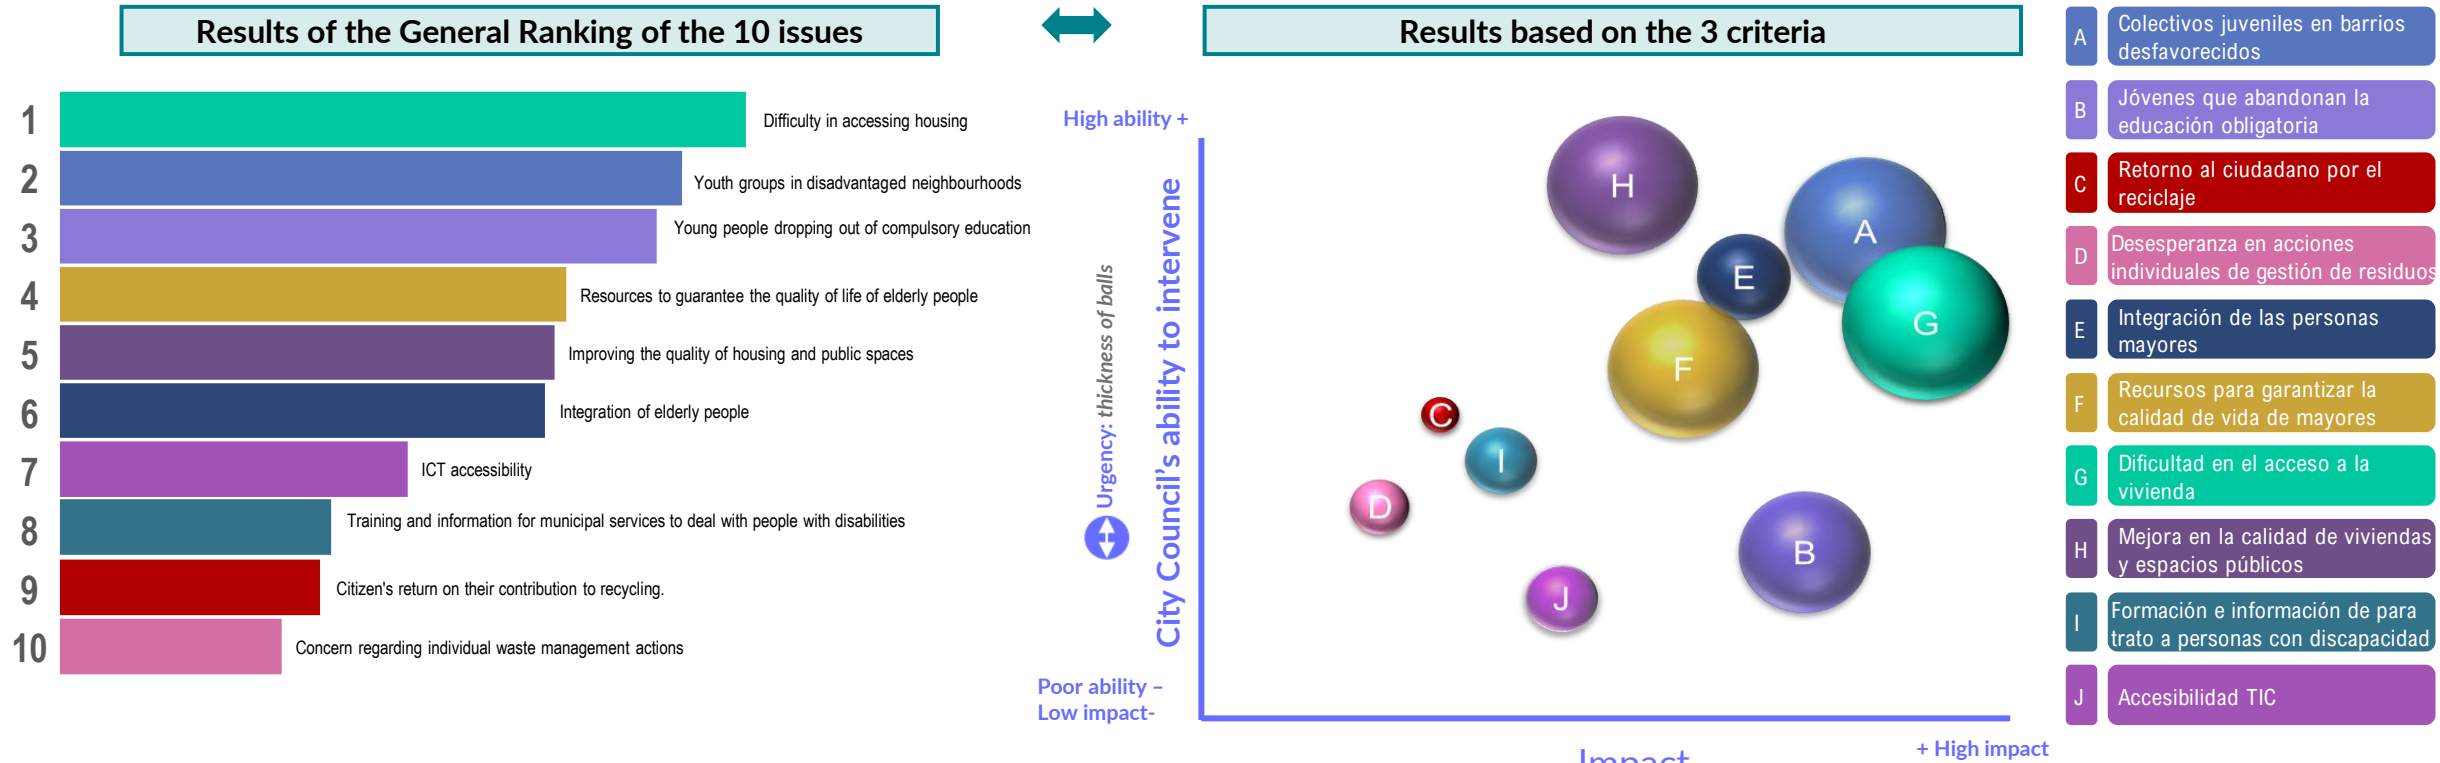 Results of the General Ranking of the 10 issues
1
Difficulty in accessing housing
2
Youth groups in disadvantaged neighbourhoods
3
Young people dropping out of compulsory education
4
Resources to guarantee the quality of life of elderly people
5
Improving the quality of housing and public spaces
6
Integration of elderly people
7
ICT accessibility
8
Training and information for municipal services to deal with people with disabilities
9
Citizen's return on their contribution to recycling.
10
Concern regarding individual waste management actions
Results based on the 3 criteria
High ability +
Urgency: thickness of balls
City Council's ability to intervene
Poor ability –
Low impact-
H
A
E
G
F
C
I
D
B
J
Impact
+ High impact
A
Colectivos juveniles en barrios
desfavorecidos
B
Jóvenes que abandonan la
educación obligatoria
C
Retorno al ciudadano por el
reciclaje
D
Desesperanza en acciones
individuales de gestión de residuos
E
Integración de las personas
mayores
F
Recursos para garantizar la
calidad de vida de mayores
G
Dificultad en el acceso a la
vivienda
H
Mejora en la calidad de viviendas
y espacios públicos
I
Formación e información de para
trato a personas con discapacidad
J
Accesibilidad TIC